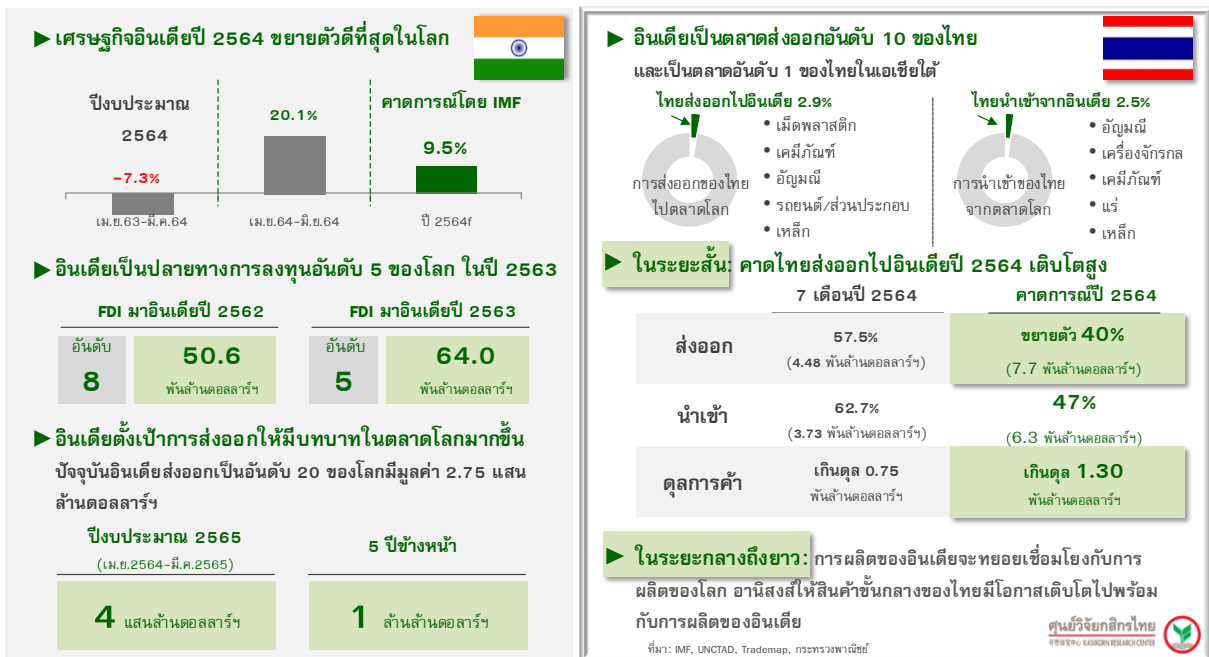 เศรษฐกิจอินเดียปี 2564 ขยายตัวดีที่สุดในโลก
ปีงบประมาณ
2564
-7.3%
เม.ย.63-มี.ค.64
20.1%
เม.ย.64-มิ.ย.64
คาดการณ์โดย IMF
9.5%
ปี 2564f
อินเดียเป็นปลายทางการลงทุนอันดับ 5 ของโลก ในปี 2563
FDI มาอินเดียปี 2562
อันดับ
8
50.6
พันล้านดอลลาร์ฯ
FDI มาอินเดียปี 2563
อันดับ
5
64.0
พันล้านดอลลาร์ฯ
อินเดียตั้งเป้าการส่งออกให้มีบทบาทในตลาดโลกมากขึ้น
ปัจจุบันอินเดียส่งออกเป็นอันดับ 20 ของโลกมีมูลค่า 2.75 แสน
ล้านดอลลาร์ฯ
ปีงบประมาณ 2565
(เม.ย.2564-มี.ค.2565)
4 แสนล้านดอลลาร์ฯ
5 ปีข้างหน้า
1 ล้านล้านดอลาร์ฯ
อินเดียเป็นตลาดส่งออกอันดับ 10 ของไทย
และเป็นตลาดอันดับ 1 ของไทยในเอเชียใต้
ไทยส่งออกไปอินเดีย 2.9%
การส่งออกของไทย
ไปตลาดโลก
• เม็ดพลาสติก
• เคมีภัณฑ์
• อัญมณี
• รถยนต์/ส่วนประกอบ
• เหล็ก
ไทยนำเข้าจากอินเดีย 2.5%
การนำเข้าของไทย
จากตลาดโลก
• อัญมณี
• เครื่องจักรกล
• เคมีภัณฑ์
• แร่
• เหล็ก
ในระยะสั้น: คาดไทยส่งออกไปอินเดียปี 2564 เติบโตสูง
7 เดือนปี 2564
คาดการณ์ปี 2564
ส่งออก
57.5%
(4.48 พันล้านดอลลาร์ฯ)
ขยายตัว 40%
(7.7 พันล้านดอลลาร์ฯ)
นำเข้า
62.7%
(3.73 พันล้านดอลลาร์ฯ)
47%
(6.3 พันล้านดอลลาร์ฯ)
ดุลการค้า
เกินดุล 0.75
พันล้านดอลลาร์ฯ
เกินดุล 1.30
พันล้านดอลลาร์ฯ
ในระยะกลางถึงยาว: การผลิตของอินเดียจะทยอยเชื่อมโยงกับการ
ผลิตของโลก อานิสงส์ให้สินค้าขั้นกลางของไทยมีโอกาสเติบโตไปพร้อม
กับการผลิตของอินเดีย
ที่มา: IMF, UNCTAD, Trademap, กระทรวงพาณิชย์
ศูนย์วิจัยกสิกรไทย
开泰研究中心 KASIKORN RESEARCH CENTER